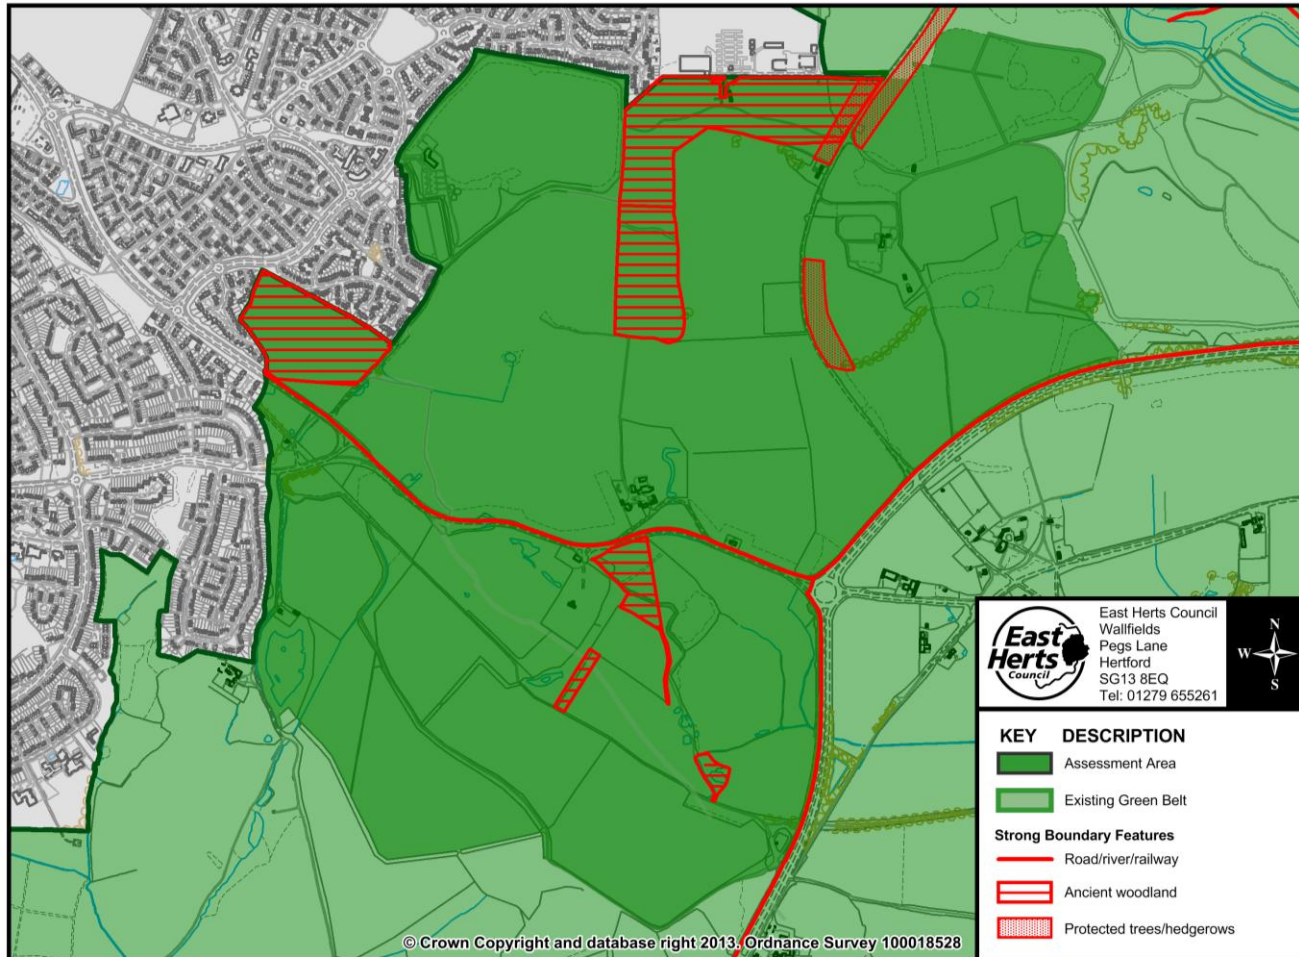 East
Herts
Council
East Herts Council
Wallfields
Pegs Lane
Hertford
SG13 8EQ
Tel: 01279 655261
N
W E
S
KEY DESCRIPTION
Assessment Area
Existing Green Belt
Strong Boundary Features
Road/river/railway
Ancient woodland
Protected trees/hedgerows
© Crown Copyright and database right 2013. Ordnance Survey 100018528